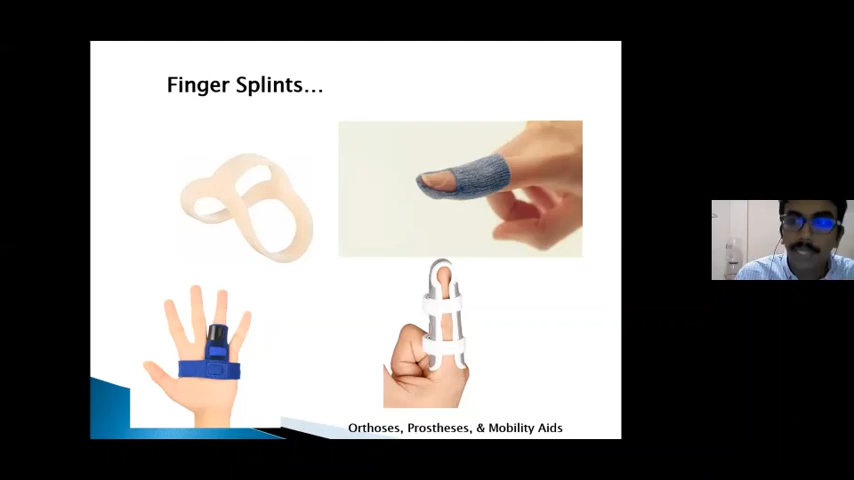 Finger Splints...
Orthoses, Prostheses, & Mobility Aids